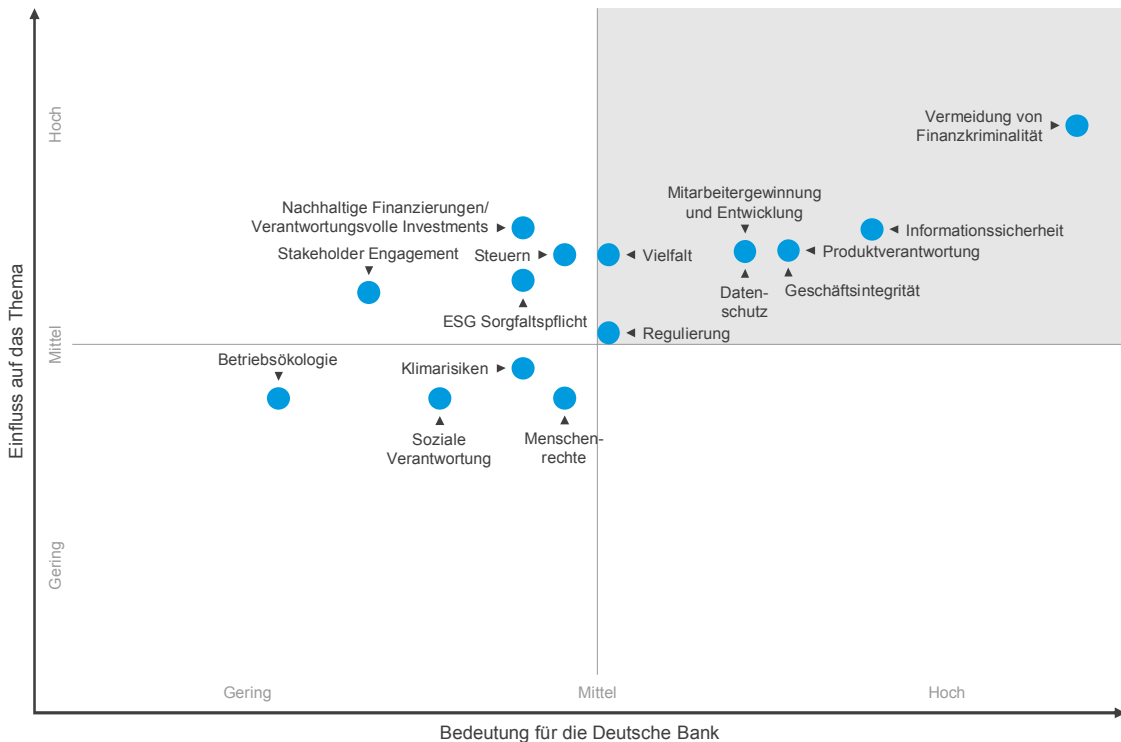 Einfluss auf das Thema
Hoch
Mittel
Gering
Vermeidung von
Finanzkriminalität
Mitarbeitergewinnung
und Entwicklung
Nachhaltige Finanzierungen/
Verantwortungsvolle Investments
Informationssicherheit
Stakeholder Engagement
Steuern
Vielfalt
Produktverantwortung
Daten-
schutz
Geschäftsintegrität
ESG Sorgfaltspflicht
Regulierung
Betriebsökologie
Klimarisiken
Soziale
Verantwortung
Menschen-
rechte
Gering
Mittel
Hoch
Bedeutung für die Deutsche Bank